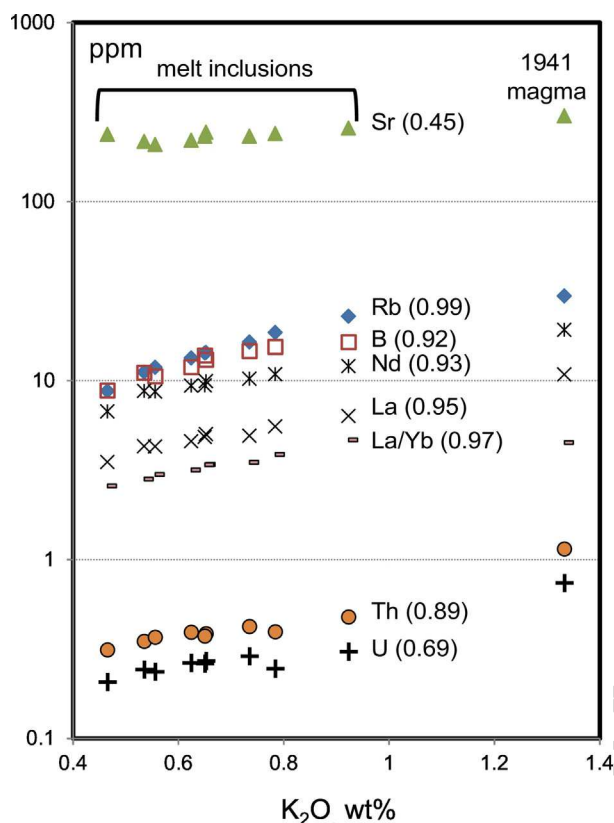 1000
ppm
melt inclusions
1941
magma
Sr (0.45)
100
Rb (0.99)
B (0.92)
Nd (0.93)
10
La (0.95)
La/Yb (0.97)
1
Th (0.89)
U (0.69)
0.1
0.4 0.6 0.8 1 1.2 1.4
K₂O wt%